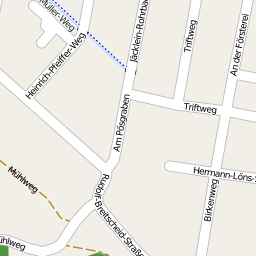 Müller-Weg
Heinrich-Pfeiffer-Weg
Jäcklein-Rohrba
Triftweg
An der Försterei
Am Posgraben
Triftweg
Hermann-Löns-S
Birkenweg
Mühlweg
ühlweg
Rudolf-Breitscheid-Straße